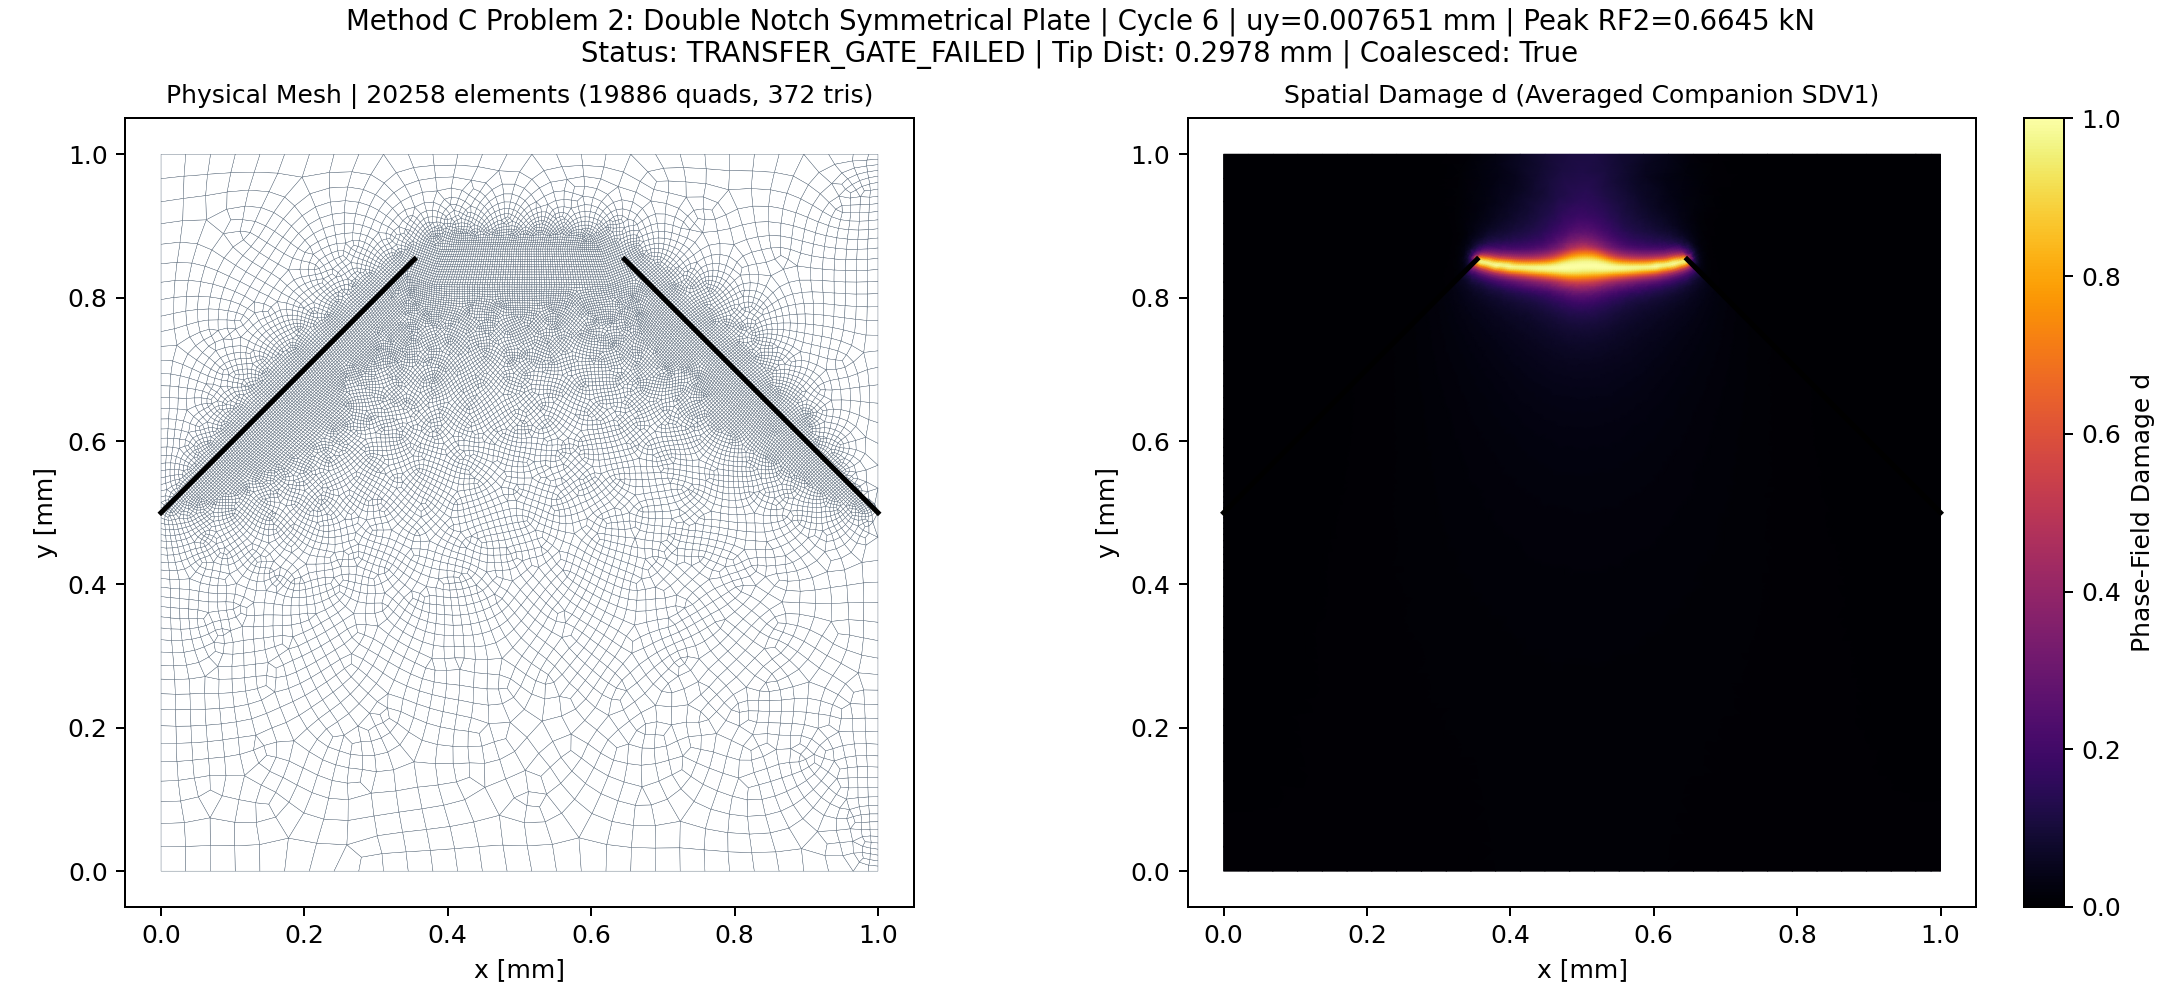 Method C Problem 2: Double Notch Symmetrical Plate | Cycle 6 | uy=0.007651 mm | Peak RF2=0.6645 kN
Status: TRANSFER_GATE_FAILED | Tip Dist: 0.2978 mm | Coalesced: True
Physical Mesh | 20258 elements (19886 quads, 372 tris)
1.0
0.8
0.6
0.4
0.2
0.0
y [mm]
0.0 0.2 0.4 0.6 0.8 1.0
x [mm]
Spatial Damage d (Averaged Companion SDV1)
1.0
0.8
0.6
0.4
0.2
0.0
y [mm]
0.0 0.2 0.4 0.6 0.8 1.0
x [mm]
1.0
0.8
0.6
0.4
0.2
0.0
Phase-Field Damage d